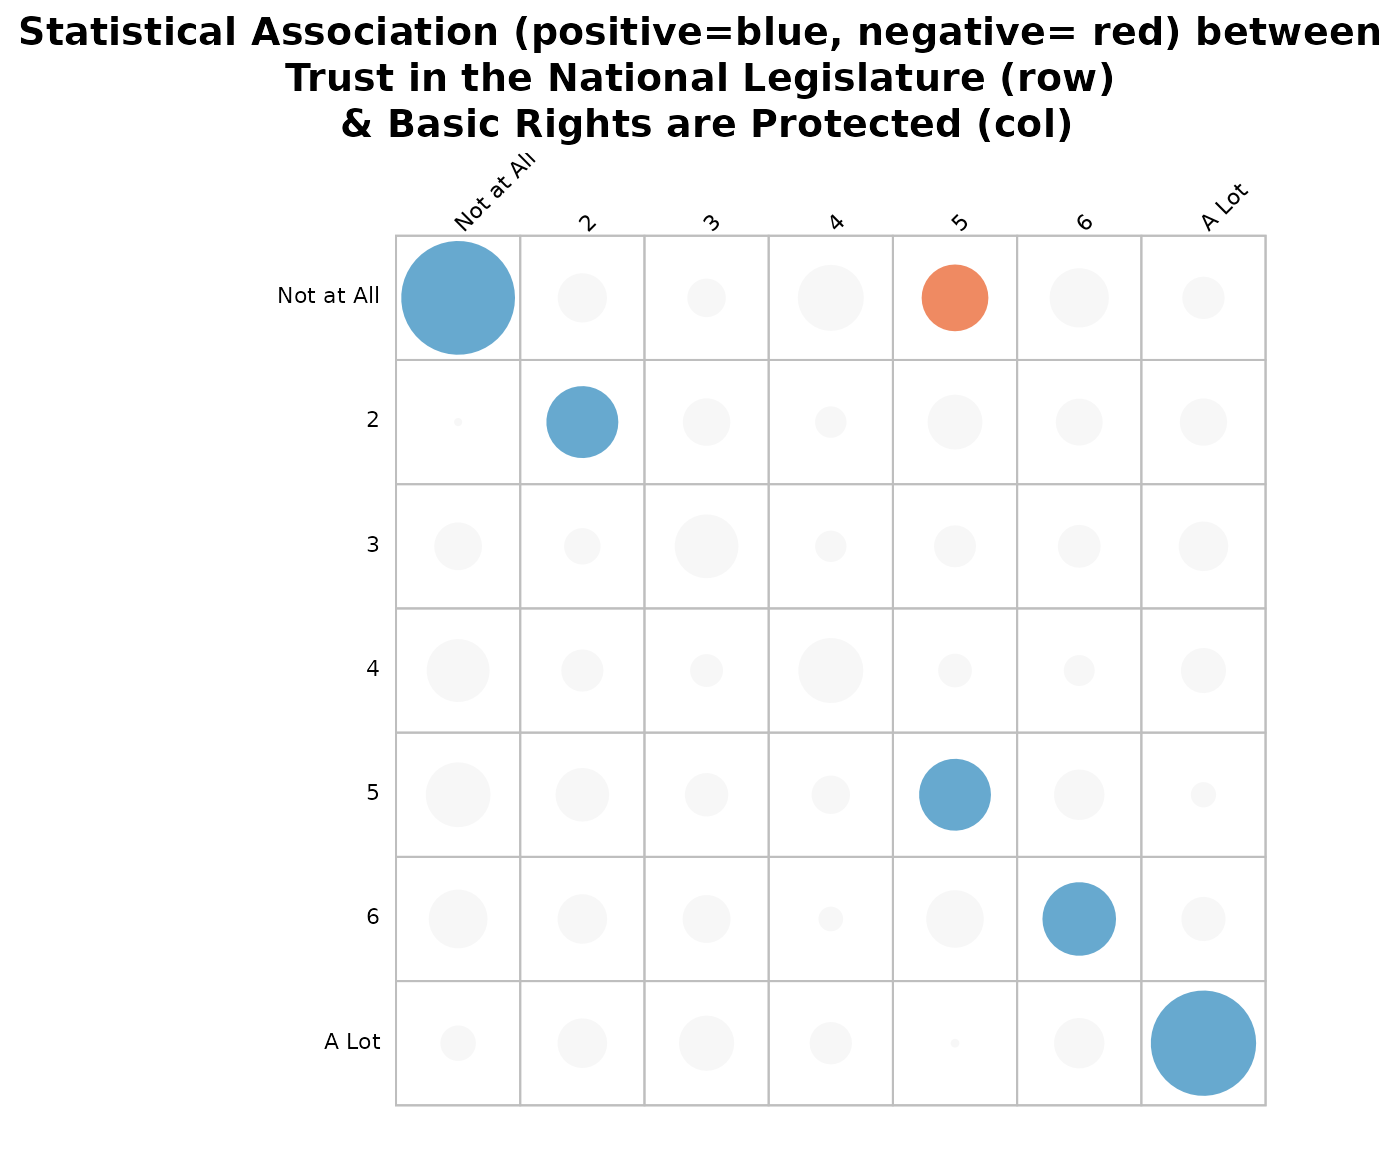 Statistical Association (positive=blue, negative= red) between
Trust in the National Legislature (row)
& Basic Rights are Protected (col)
Not at All 2 3 4 5 6 A Lot
Not at All
2
3
4
5
6
A Lot